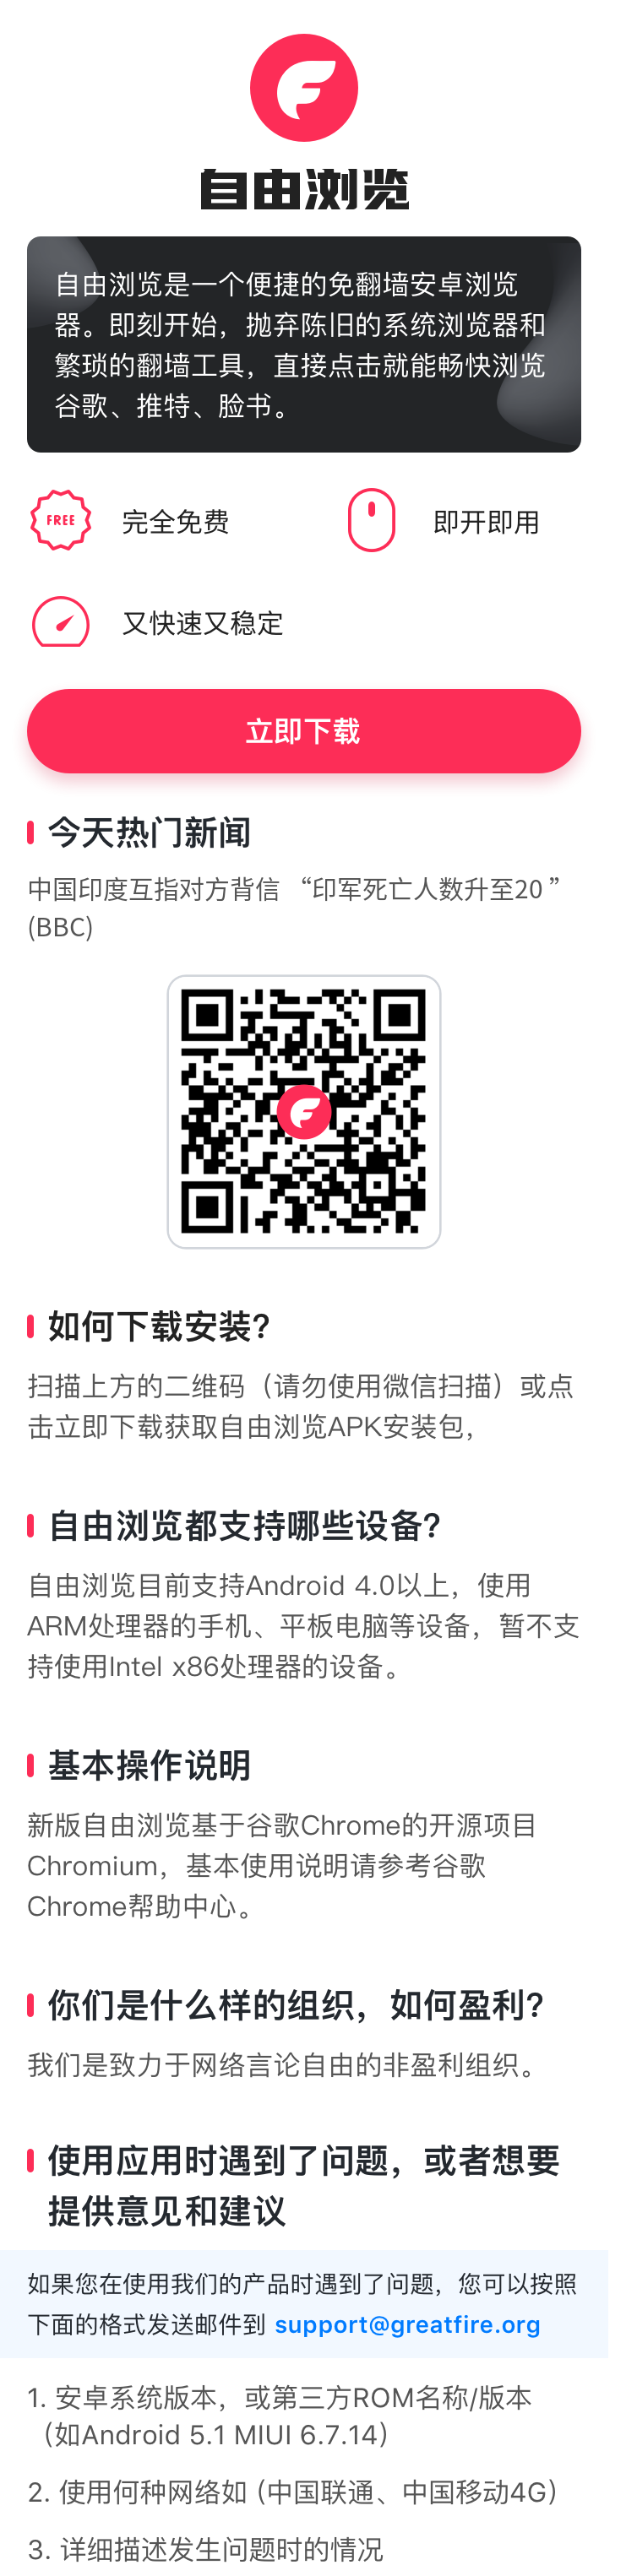 自由浏览
自由浏览是一个便捷的免翻墙安卓浏览
器。即刻开始，抛弃陈旧的系统浏览器和
繁琐的翻墙工具，直接点击就能畅快浏览
谷歌、推特、脸书。
FREE
完全免费
即开即用
又快速又稳定
立即下载
今天热门新闻
中国印度互指对方背信 “印军死亡人数升至20 ”
(BBC)
如何下载安装?
扫描上方的二维码（请勿使用微信扫描）或点
击立即下载获取自由浏览APK安装包，
自由浏览都支持哪些设备?
自由浏览目前支持Android 4.0以上，使用
ARM处理器的手机、平板电脑等设备，暂不支
持使用Intel x86处理器的设备。
基本操作说明
新版自由浏览基于谷歌Chrome的开源项目
Chromium，基本使用说明请参考谷歌
Chrome帮助中心。
你们是什么样的组织，如何盈利?
我们是致力于网络言论自由的非盈利组织。
使用应用时遇到了问题，或者想要
提供意见和建议
如果您在使用我们的产品时遇到了问题，您可以按照
下面的格式发送邮件到 support@greatfire.org
1. 安卓系统版本，或第三方ROM名称/版本
（如Android 5.1 MIUI 6.7.14）
2. 使用何种网络如 (中国联通、中国移动4G）
3. 详细描述发生问题时的情况